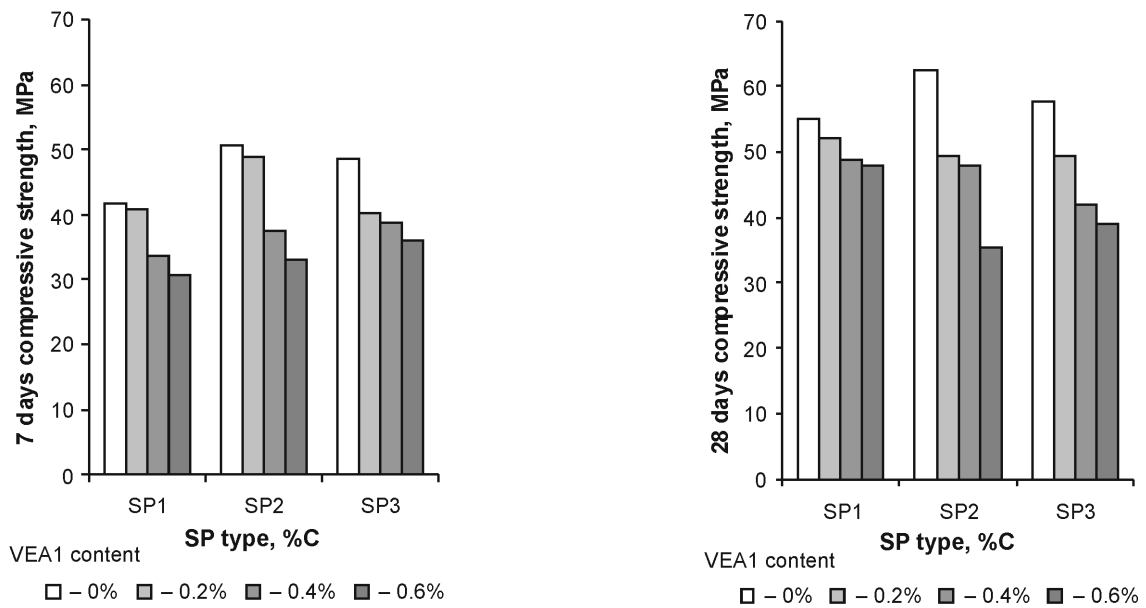 7 days compressive strength, MPa
70
60
50
40
30
20
10
0
SP1 SP2 SP3
SP type, %C
VEA1 content
– 0% – 0.2% – 0.4% – 0.6%
28 days compressive strength, MPa
70
60
50
40
30
20
10
0
SP1 SP2 SP3
SP type, %C
VEA1 content
– 0% – 0.2% – 0.4% – 0.6%